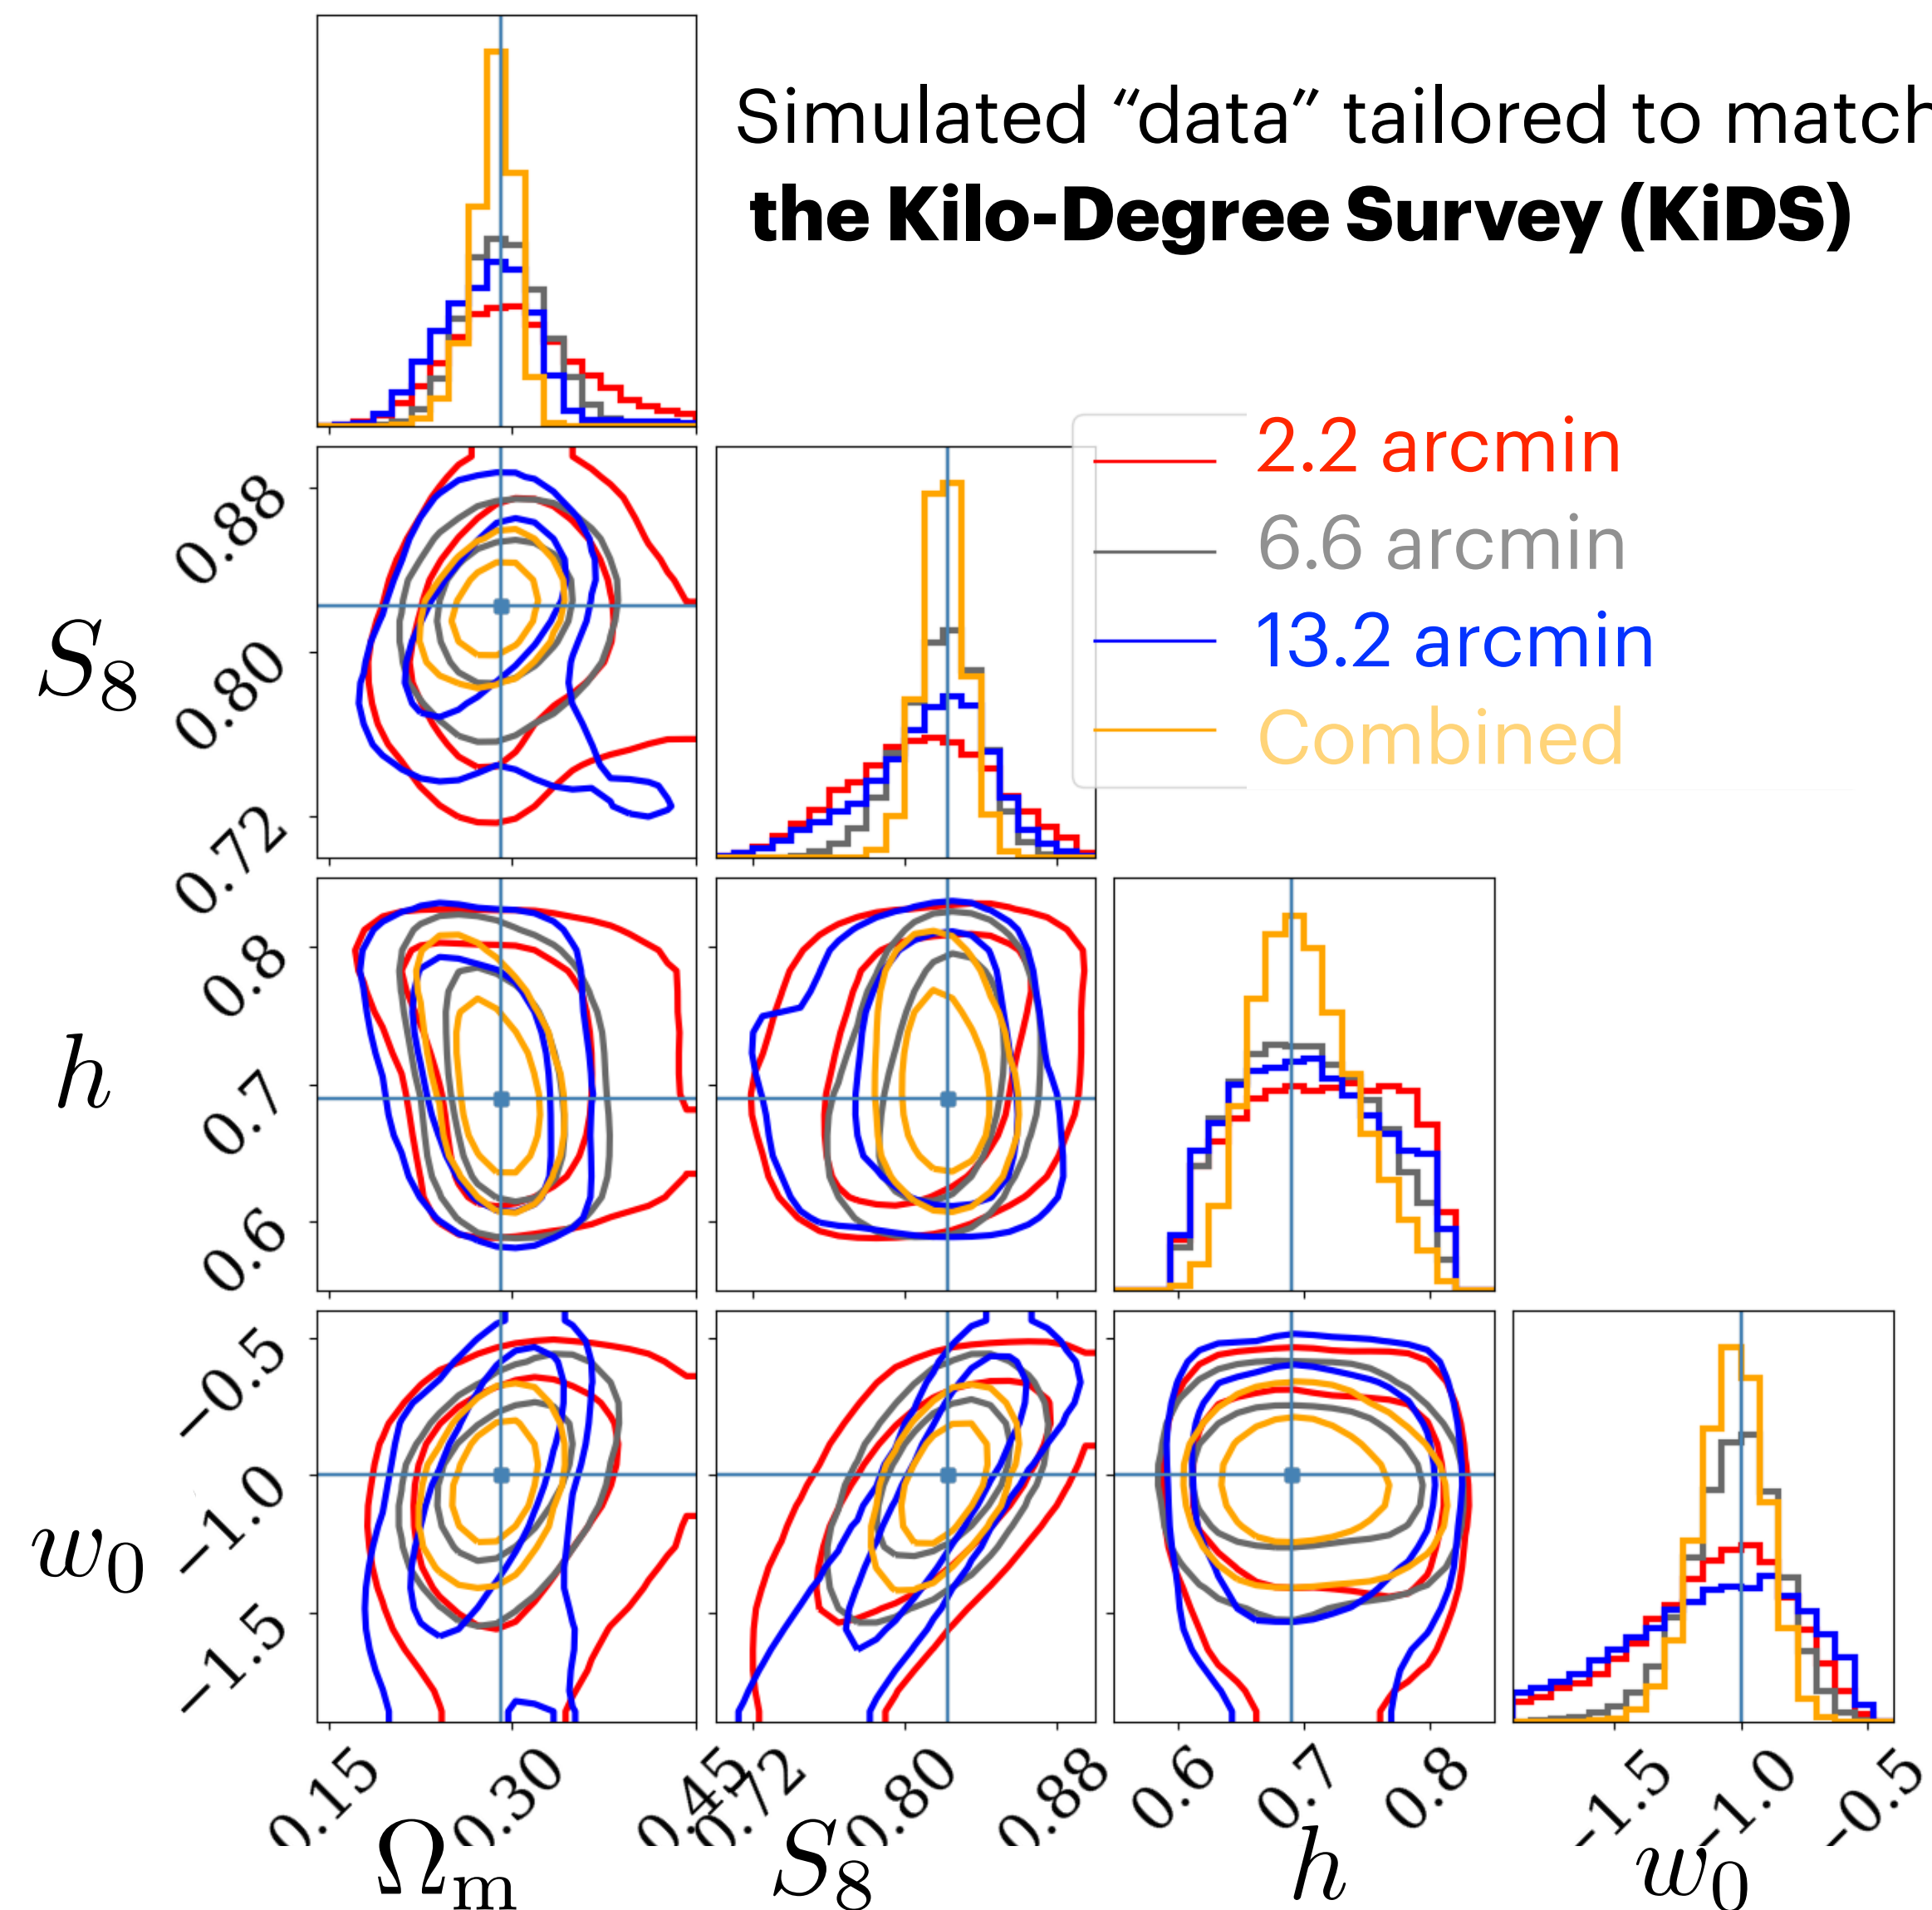 Simulated “data” tailored to match
the Kilo-Degree Survey (KiDS)
2.2 arcmin
6.6 arcmin
13.2 arcmin
Combined
0.88
0.80
0.72
S₈
0.8
0.7
0.6
h
−0.5
−1.0
−1.5
w₀
0.15 0.30 0.45 0.72 0.80 0.88 0.6 0.7 0.8 −1.5 −1.0 −0.5
Ωₘ S₈ h w₀